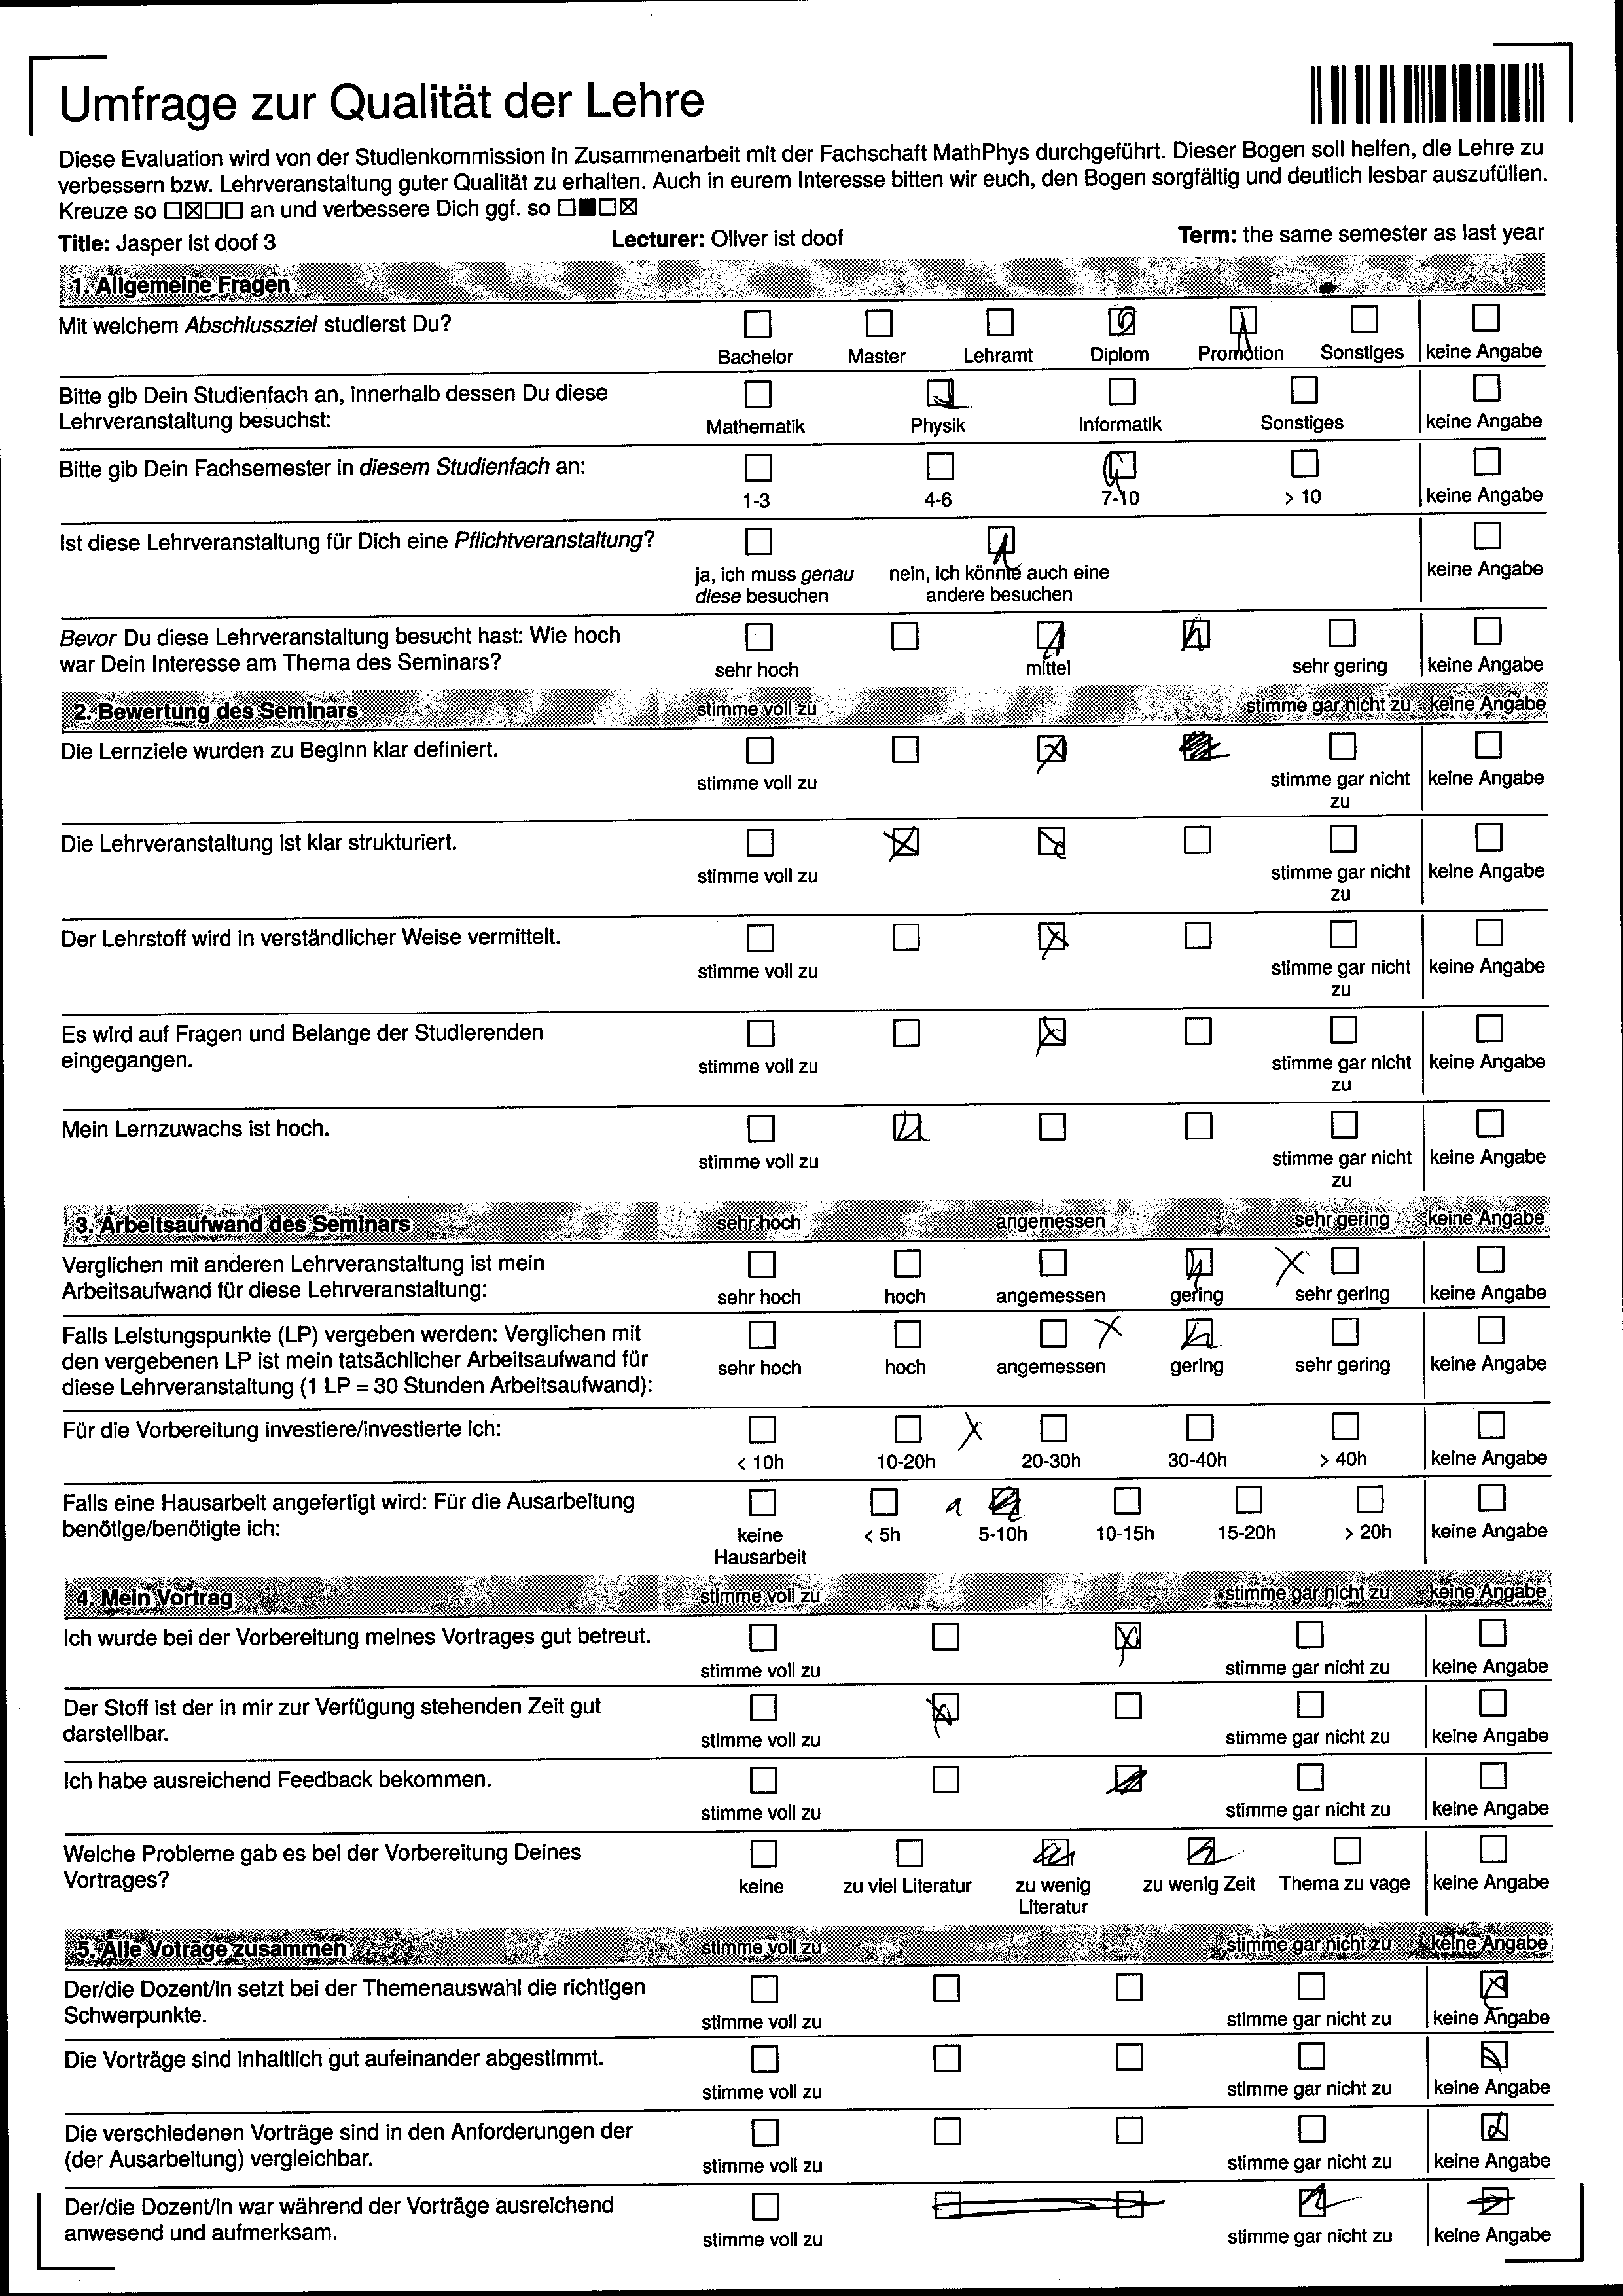 Umfrage zur Qualität der Lehre
Diese Evaluation wird von der Studienkommission in Zusammenarbeit mit der Fachschaft MathPhys durchgeführt. Dieser Bogen soll helfen, die Lehre zu
verbessern bzw. Lehrveranstaltung guter Qualität zu erhalten. Auch in eurem Interesse bitten wir euch, den Bogen sorgfältig und deutlich lesbar auszufüllen.
Kreuze so ☐☒☐☐ an und verbessere Dich ggf. so ☐■☐☒
Title: Jasper ist doof 3 Lecturer: Oliver ist doof Term: the same semester as last year
1. Allgemeine Fragen
Mit welchem Abschlussziel studierst Du?
Bachelor Master Lehramt Diplom Promotion Sonstiges keine Angabe
Bitte gib Dein Studienfach an, innerhalb dessen Du diese
Lehrveranstaltung besuchst:
Mathematik Physik Informatik Sonstiges keine Angabe
Bitte gib Dein Fachsemester in diesem Studienfach an:
1-3 4-6 7-10 > 10 keine Angabe
Ist diese Lehrveranstaltung für Dich eine Pflichtveranstaltung?
ja, ich muss genau nein, ich könnte auch eine keine Angabe
diese besuchen andere besuchen
Bevor Du diese Lehrveranstaltung besucht hast: Wie hoch
war Dein Interesse am Thema des Seminars?
sehr hoch mittel sehr gering keine Angabe
2. Bewertung des Seminars stimme voll zu stimme gar nicht zu keine Angabe
Die Lernziele wurden zu Beginn klar definiert.
stimme voll zu stimme gar nicht keine Angabe
zu
Die Lehrveranstaltung ist klar strukturiert.
stimme voll zu stimme gar nicht keine Angabe
zu
Der Lehrstoff wird in verständlicher Weise vermittelt.
stimme voll zu stimme gar nicht keine Angabe
zu
Es wird auf Fragen und Belange der Studierenden
eingegangen.
stimme voll zu stimme gar nicht keine Angabe
zu
Mein Lernzuwachs ist hoch.
stimme voll zu stimme gar nicht keine Angabe
zu
3. Arbeitsaufwand des Seminars sehr hoch angemessen sehr gering keine Angabe
Verglichen mit anderen Lehrveranstaltung ist mein
Arbeitsaufwand für diese Lehrveranstaltung:
sehr hoch hoch angemessen gering sehr gering keine Angabe
Falls Leistungspunkte (LP) vergeben werden: Verglichen mit
den vergebenen LP ist mein tatsächlicher Arbeitsaufwand für
diese Lehrveranstaltung (1 LP = 30 Stunden Arbeitsaufwand):
sehr hoch hoch angemessen gering sehr gering keine Angabe
Für die Vorbereitung investiere/investierte ich:
< 10h 10-20h 20-30h 30-40h > 40h keine Angabe
Falls eine Hausarbeit angefertigt wird: Für die Ausarbeitung
benötige/benötigte ich:
keine < 5h 5-10h 10-15h 15-20h > 20h keine Angabe
Hausarbeit
4. Mein Vortrag stimme voll zu stimme gar nicht zu keine Angabe
Ich wurde bei der Vorbereitung meines Vortrages gut betreut.
stimme voll zu stimme gar nicht zu keine Angabe
Der Stoff ist der in mir zur Verfügung stehenden Zeit gut
darstellbar.
stimme voll zu stimme gar nicht zu keine Angabe
Ich habe ausreichend Feedback bekommen.
stimme voll zu stimme gar nicht zu keine Angabe
Welche Probleme gab es bei der Vorbereitung Deines
Vortrages?
keine zu viel Literatur zu wenig zu wenig Zeit Thema zu vage keine Angabe
Literatur
5. Alle Voträge zusammen stimme voll zu stimme gar nicht zu keine Angabe
Der/die Dozent/in setzt bei der Themenauswahl die richtigen
Schwerpunkte.
stimme voll zu stimme gar nicht zu keine Angabe
Die Vorträge sind inhaltlich gut aufeinander abgestimmt.
stimme voll zu stimme gar nicht zu keine Angabe
Die verschiedenen Vorträge sind in den Anforderungen der
(der Ausarbeitung) vergleichbar.
stimme voll zu stimme gar nicht zu keine Angabe
Der/die Dozent/in war während der Vorträge ausreichend
anwesend und aufmerksam.
stimme voll zu stimme gar nicht zu keine Angabe